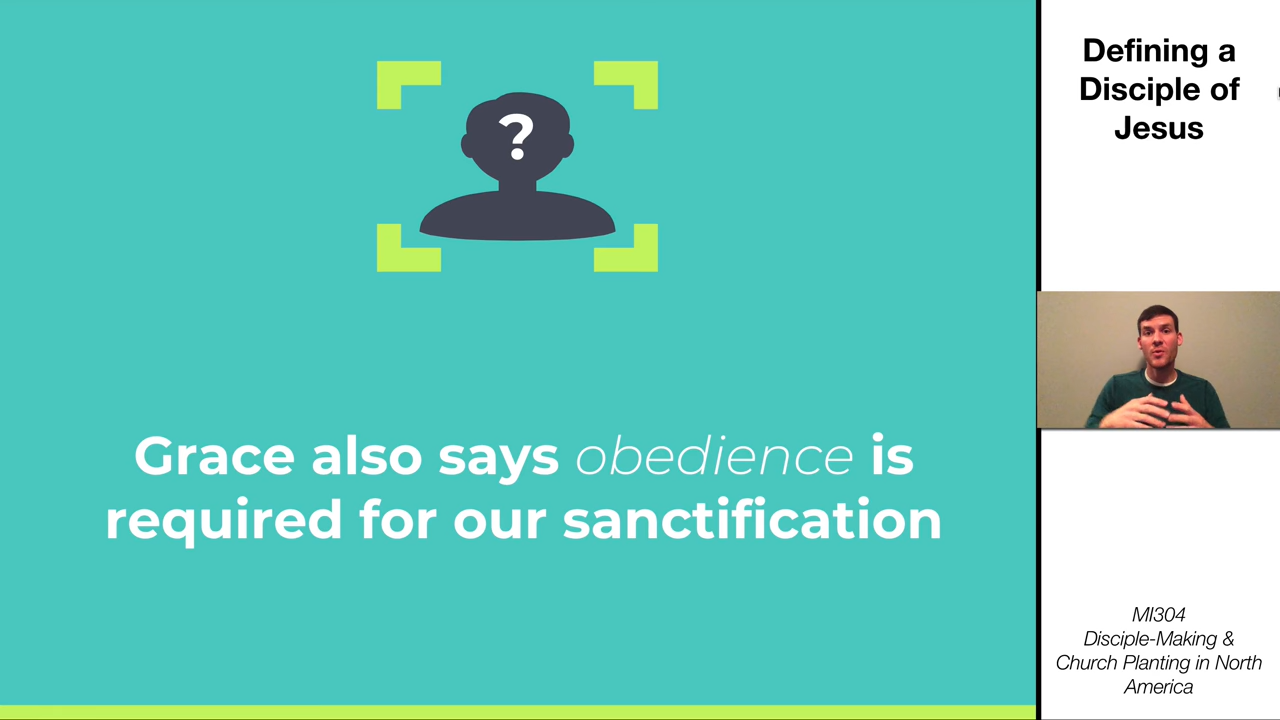 ?
Grace also says obedience is
required for our sanctification
Defining a
Disciple of
Jesus
MI304
Disciple-Making &
Church Planting in North
America